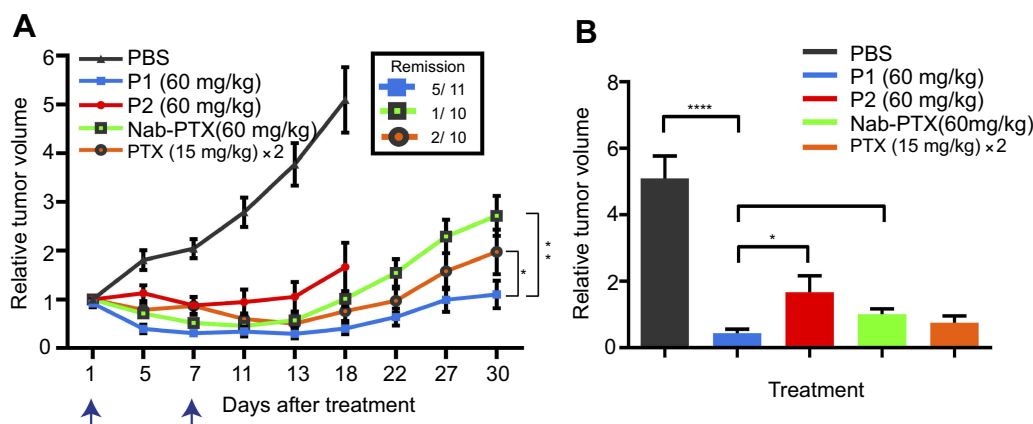 A
Relative tumor volume
6
5
4
3
2
1
0
PBS
P1 (60 mg/kg)
P2 (60 mg/kg)
Nab-PTX(60 mg/kg)
PTX (15 mg/kg) ×2
Remission
5/ 11
1/ 10
2/ 10
*
* *
1 5 7 11 13 18 22 27 30
Days after treatment
B
Relative tumor volume
8
6
4
2
0
PBS
P1 (60 mg/kg)
P2 (60 mg/kg)
Nab-PTX(60mg/kg)
PTX (15 mg/kg) ×2
****
*
Treatment